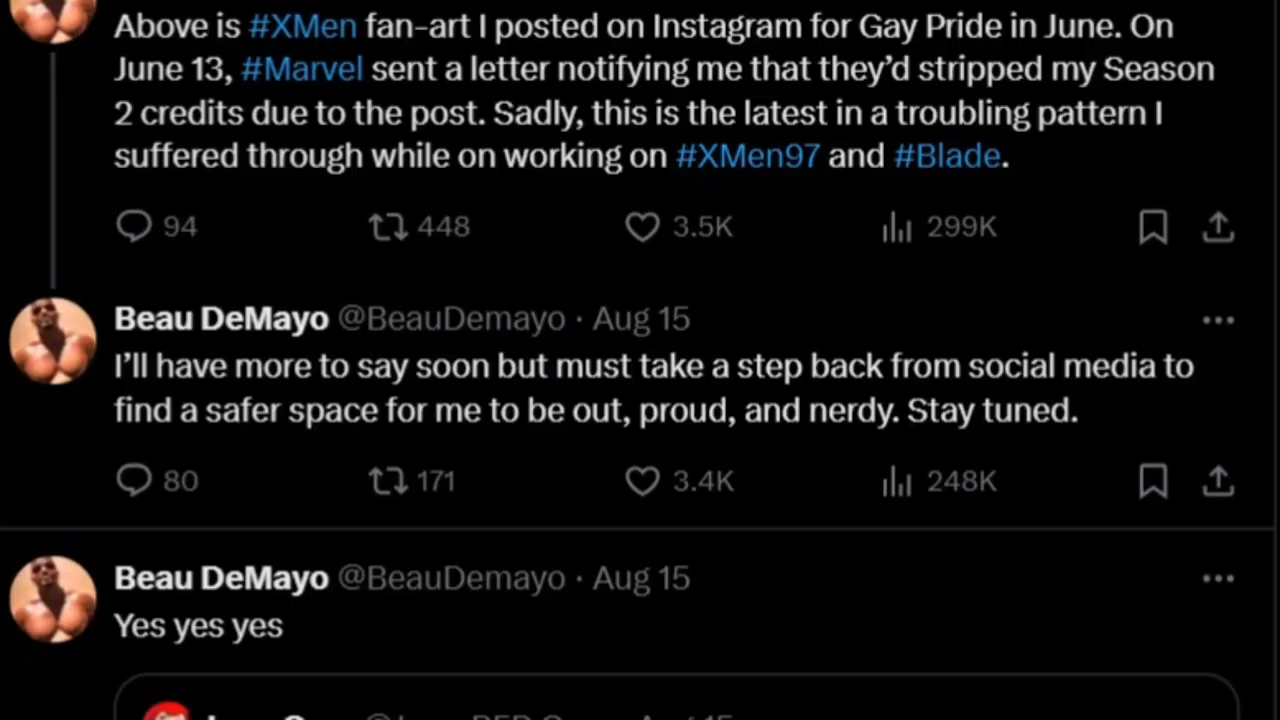 Above is #XMen fan-art I posted on Instagram for Gay Pride in June. On
June 13, #Marvel sent a letter notifying me that they'd stripped my Season
2 credits due to the post. Sadly, this is the latest in a troubling pattern I
suffered through while on working on #XMen97 and #Blade.
94 448 3.5K 299K
Beau DeMayo @BeauDemayo · Aug 15 ...
I'll have more to say soon but must take a step back from social media to
find a safer space for me to be out, proud, and nerdy. Stay tuned.
80 171 3.4K 248K
Beau DeMayo @BeauDemayo · Aug 15 ...
Yes yes yes